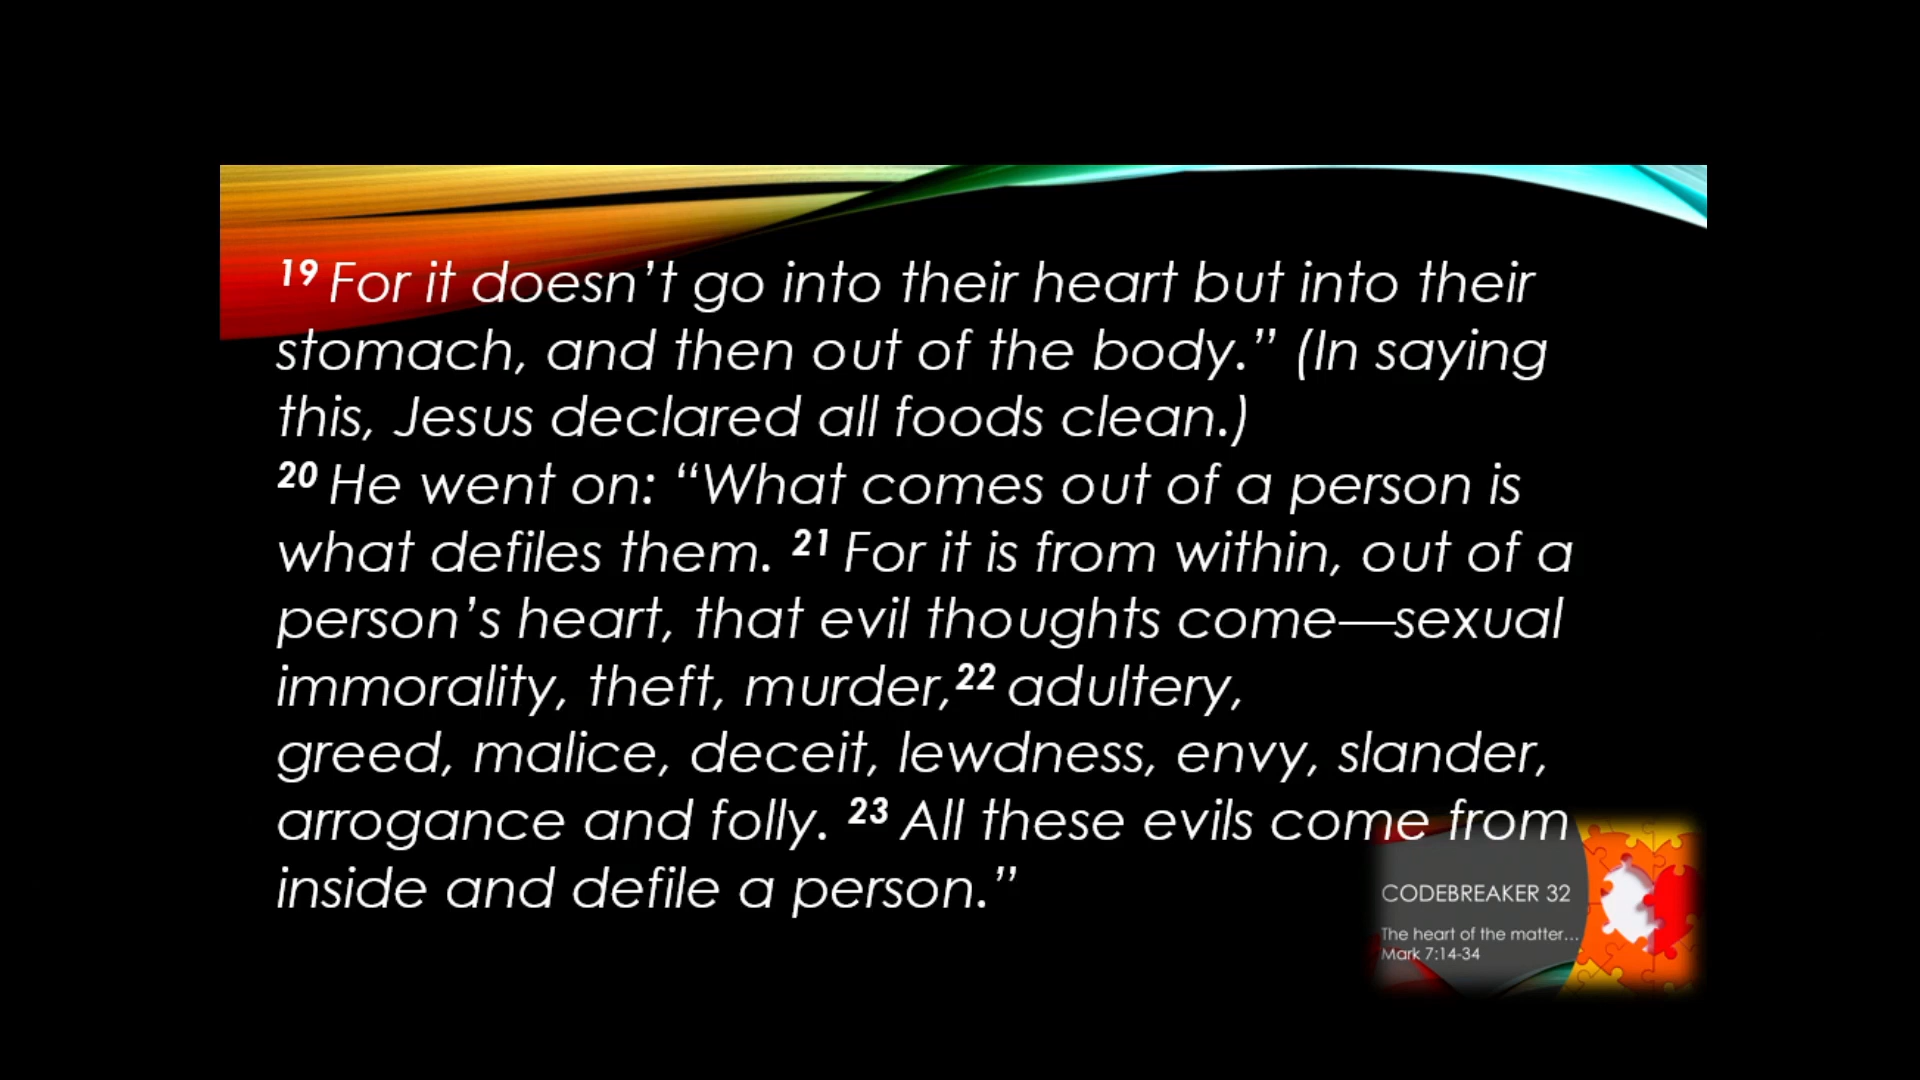 19 For it doesn’t go into their heart but into their
stomach, and then out of the body.” (In saying
this, Jesus declared all foods clean.)
20 He went on: “What comes out of a person is
what defiles them. 21 For it is from within, out of a
person’s heart, that evil thoughts come—sexual
immorality, theft, murder,22 adultery,
greed, malice, deceit, lewdness, envy, slander,
arrogance and folly. 23 All these evils come from
inside and defile a person.”
CODEBREAKER 32
The heart of the matter...
Mark 7:14-34